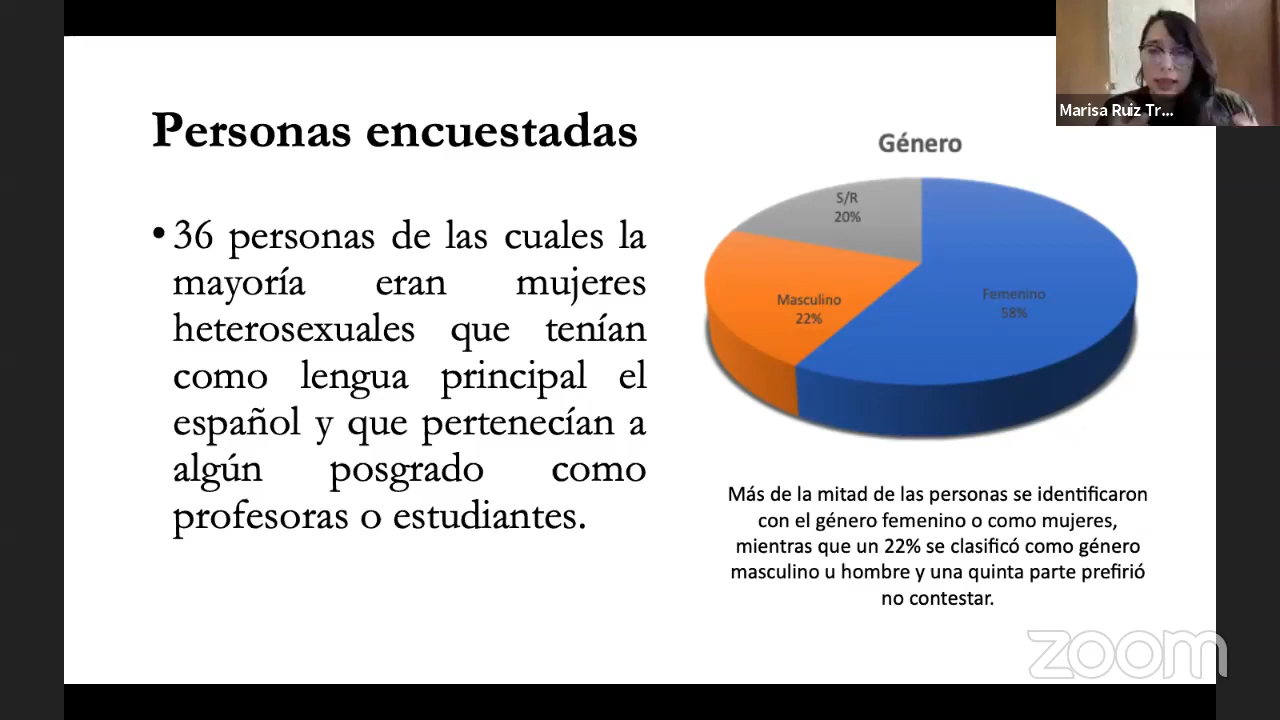 Personas encuestadas
• 36 personas de las cuales la
mayoría eran mujeres
heterosexuales que tenían
como lengua principal el
español y que pertenecían a
algún posgrado como
profesoras o estudiantes.
Género
S/R
20%
Masculino
22%
Femenino
58%
Más de la mitad de las personas se identificaron
con el género femenino o como mujeres,
mientras que un 22% se clasificó como género
masculino u hombre y una quinta parte prefirió
no contestar.
Marisa Ruiz Tr...
zoom